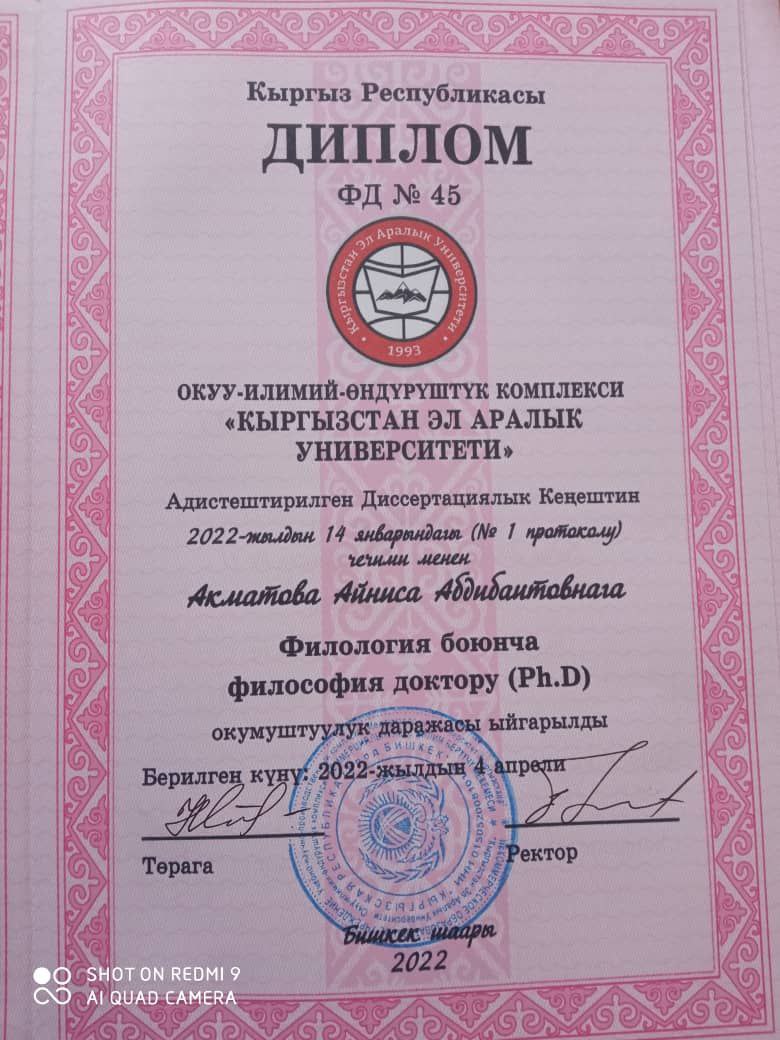 Кыргыз Республикасы
ДИПЛОМ
ФД № 45
Кыргызстан Эл Аралык Университети
1993
ОКУУ-ИЛИМИЙ-ӨНДҮРҮШТҮК КОМПЛЕКСИ
«КЫРГЫЗСТАН ЭЛ АРАЛЫК
УНИВЕРСИТЕТИ»
Адистештирилген Диссертациялык Кеңештин
2022-жылдын 14 январындагы (№ 1 протоколу)
чечими менен
Акматова Айниса Абдибаитовнага
Филология боюнча
философия доктору (Ph.D)
окумуштуулук даражасы ыйгарылды
Берилген күнү: 2022-жылдын 4 апрели
Төрага
Ректор
КЫРГЫЗСКАЯ РЕСПУБЛИКА
БИШКЕК
Бишкек шаары
2022
SHOT ON REDMI 9
AI QUAD CAMERA